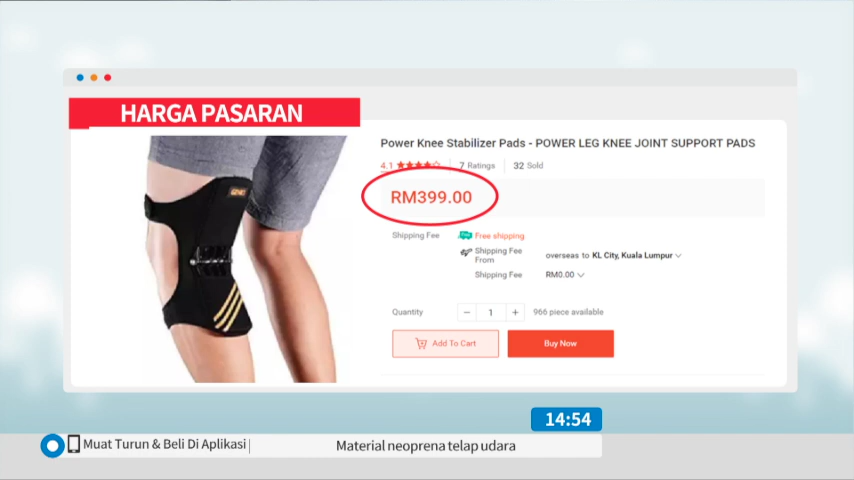 HARGA PASARAN
Power Knee Stabilizer Pads - POWER LEG KNEE JOINT SUPPORT PADS
4.1 7 Ratings 32 Sold
RM399.00
Shipping Fee Free shipping
Shipping Fee From overseas to KL City, Kuala Lumpur
Shipping Fee RM0.00
Quantity − 1 + 966 piece available
Add To Cart Buy Now
14:54
Muat Turun & Beli Di Aplikasi Material neoprena telap udara